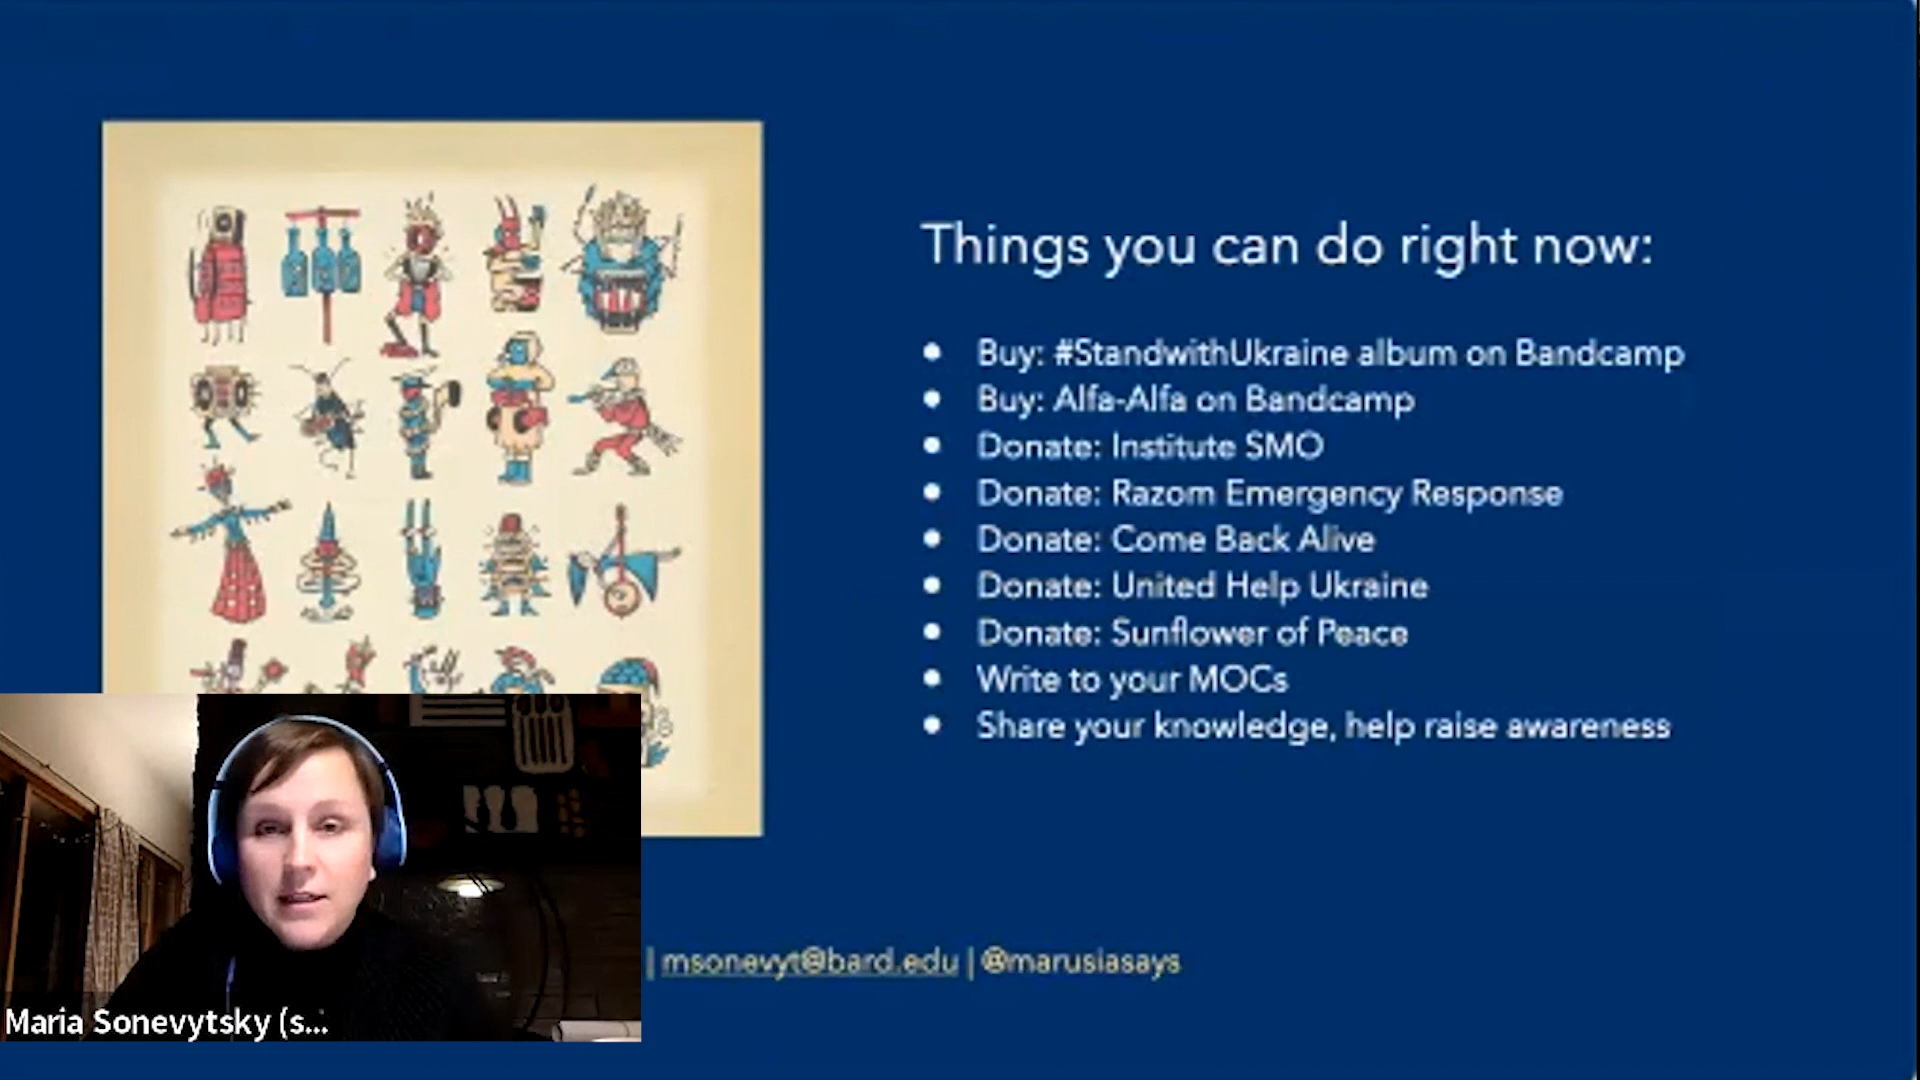 Things you can do right now:
● Buy: #StandwithUkraine album on Bandcamp
● Buy: Alfa-Alfa on Bandcamp
● Donate: Institute SMO
● Donate: Razom Emergency Response
● Donate: Come Back Alive
● Donate: United Help Ukraine
● Donate: Sunflower of Peace
● Write to your MOCs
● Share your knowledge, help raise awareness
| msonevyt@bard.edu | @marusiasays
Maria Sonevytsky (s...